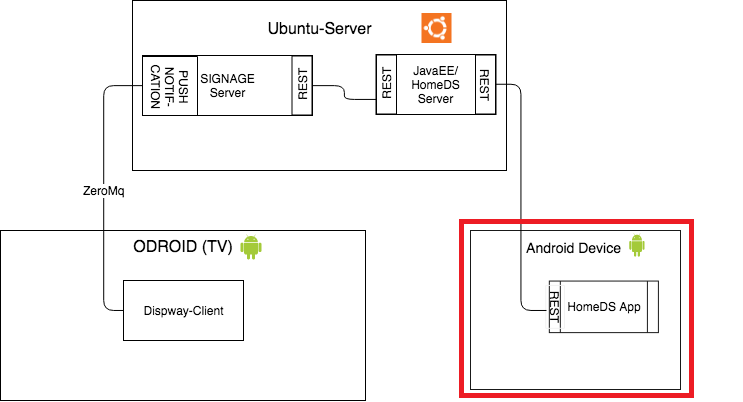 Ubuntu-Server
PUSH
NOTIF-
CATION
SIGNAGE
Server
REST
REST
JavaEE/
HomeDS
Server
REST
ZeroMq
ODROID (TV)
Dispway-Client
Android Device
REST
HomeDS App